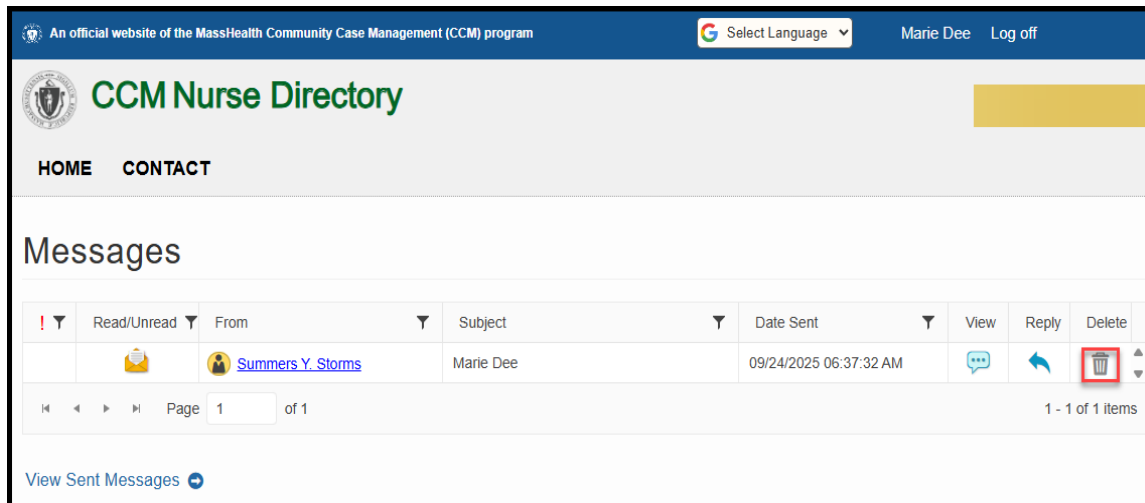 An official website of the MassHealth Community Case Management (CCM) program Select Language Marie Dee Log off
CCM Nurse Directory
HOME CONTACT
Messages
! Read/Unread From Subject Date Sent View Reply Delete
Summers Y. Storms Marie Dee 09/24/2025 06:37:32 AM
Page 1 of 1 1 - 1 of 1 items
View Sent Messages